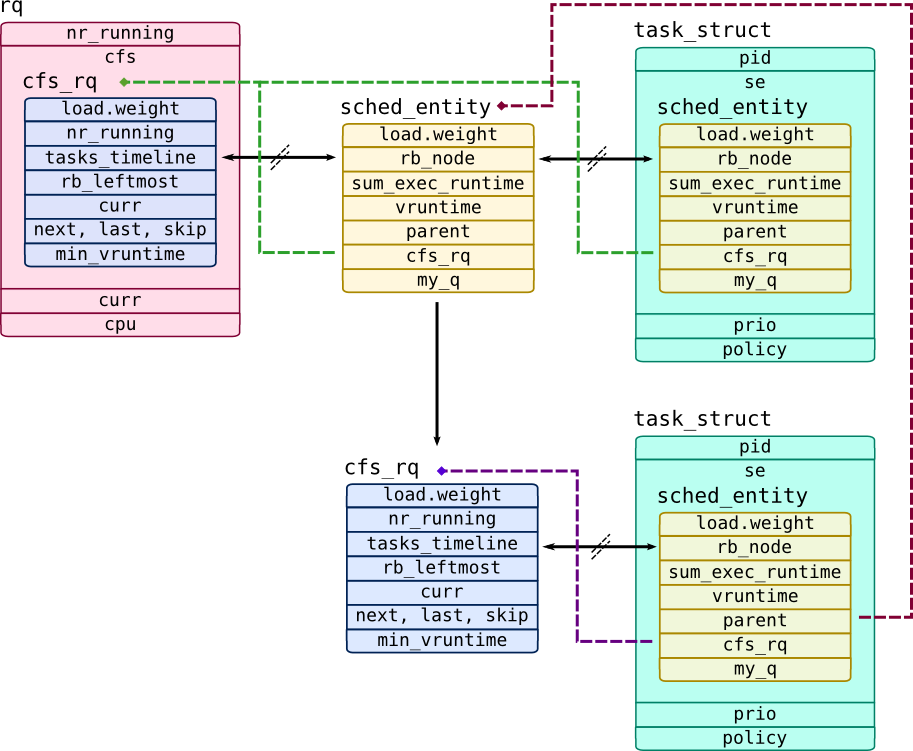 rq
nr_running
cfs
cfs_rq
load.weight
nr_running
tasks_timeline
rb_leftmost
curr
next, last, skip
min_vruntime
curr
cpu
sched_entity
load.weight
rb_node
sum_exec_runtime
vruntime
parent
cfs_rq
my_q
task_struct
pid
se
sched_entity
load.weight
rb_node
sum_exec_runtime
vruntime
parent
cfs_rq
my_q
prio
policy
cfs_rq
load.weight
nr_running
tasks_timeline
rb_leftmost
curr
next, last, skip
min_vruntime
task_struct
pid
se
sched_entity
load.weight
rb_node
sum_exec_runtime
vruntime
parent
cfs_rq
my_q
prio
policy